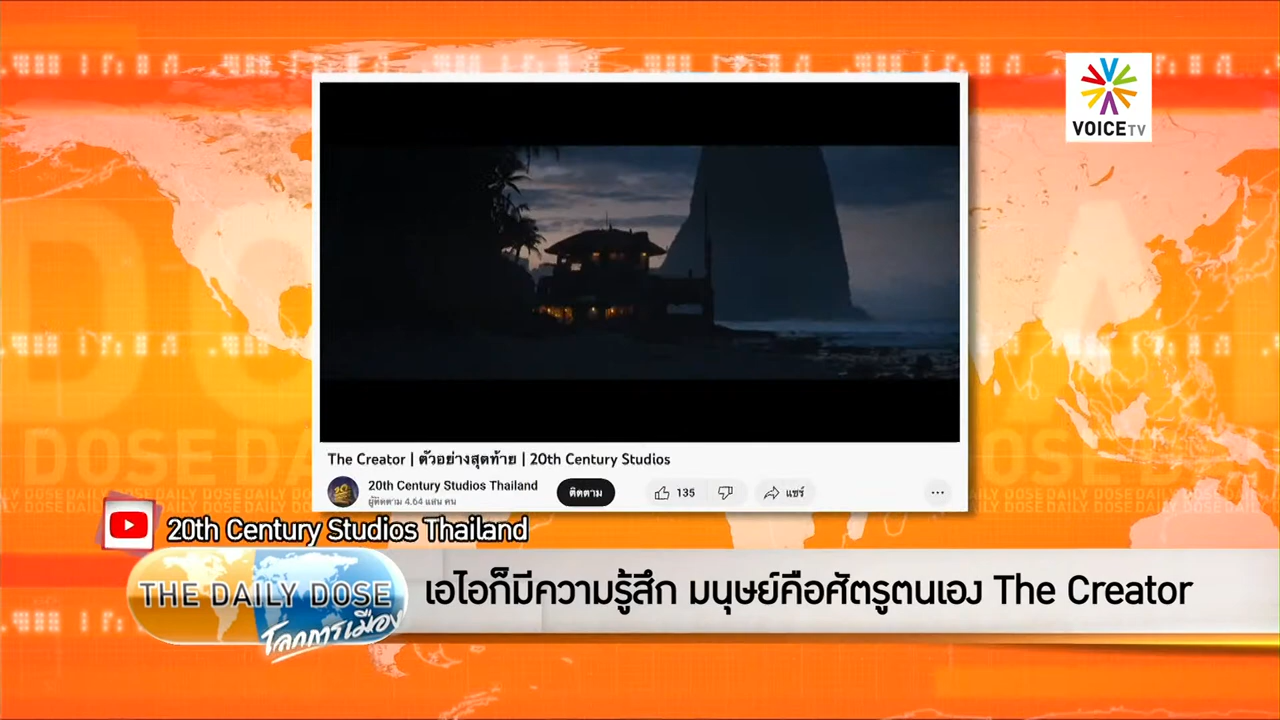 VOICE TV
The Creator | ตัวอย่างสุดท้าย | 20th Century Studios
20th Century Studios Thailand
ผู้ติดตาม 4.64 แสน คน
ติดตาม
135
แชร์
20th Century Studios Thailand
THE DAILY DOSE
โลกการเมือง
เอไอก็มีความรู้สึก มนุษย์คือศัตรูตนเอง The Creator
DOSE DA